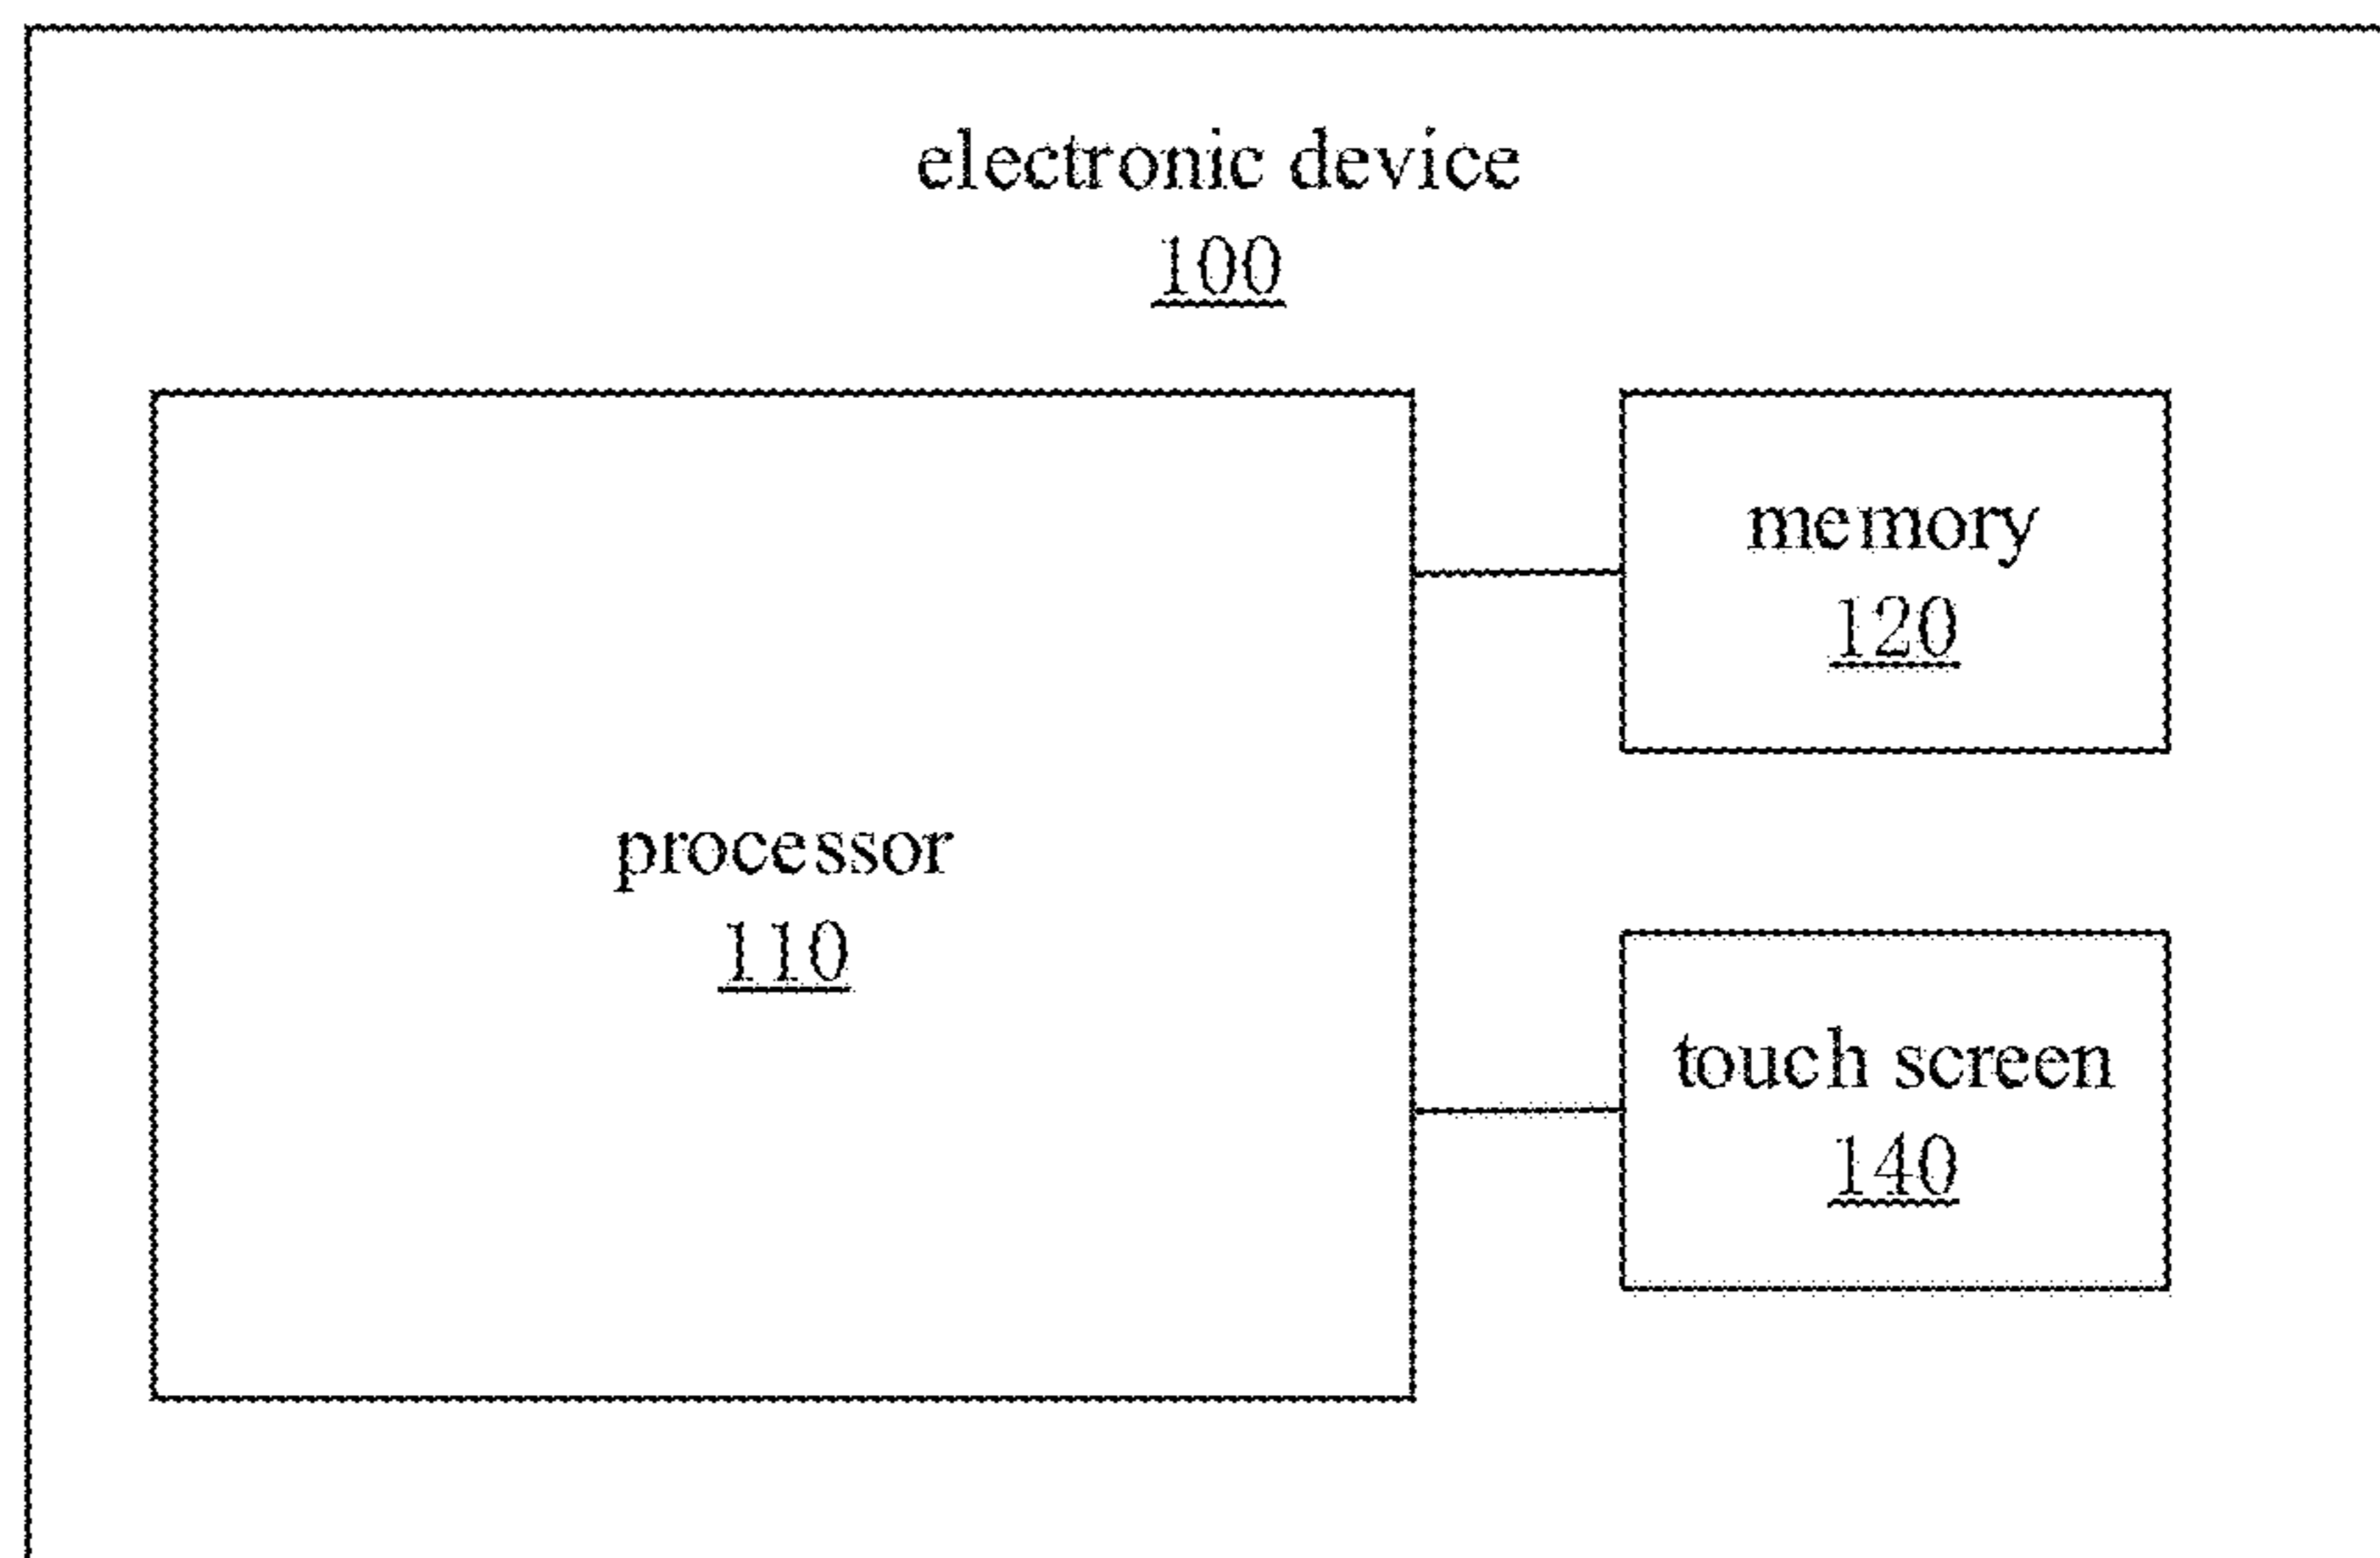 electronic device
100
memory
120
processor
110
touch screen
140